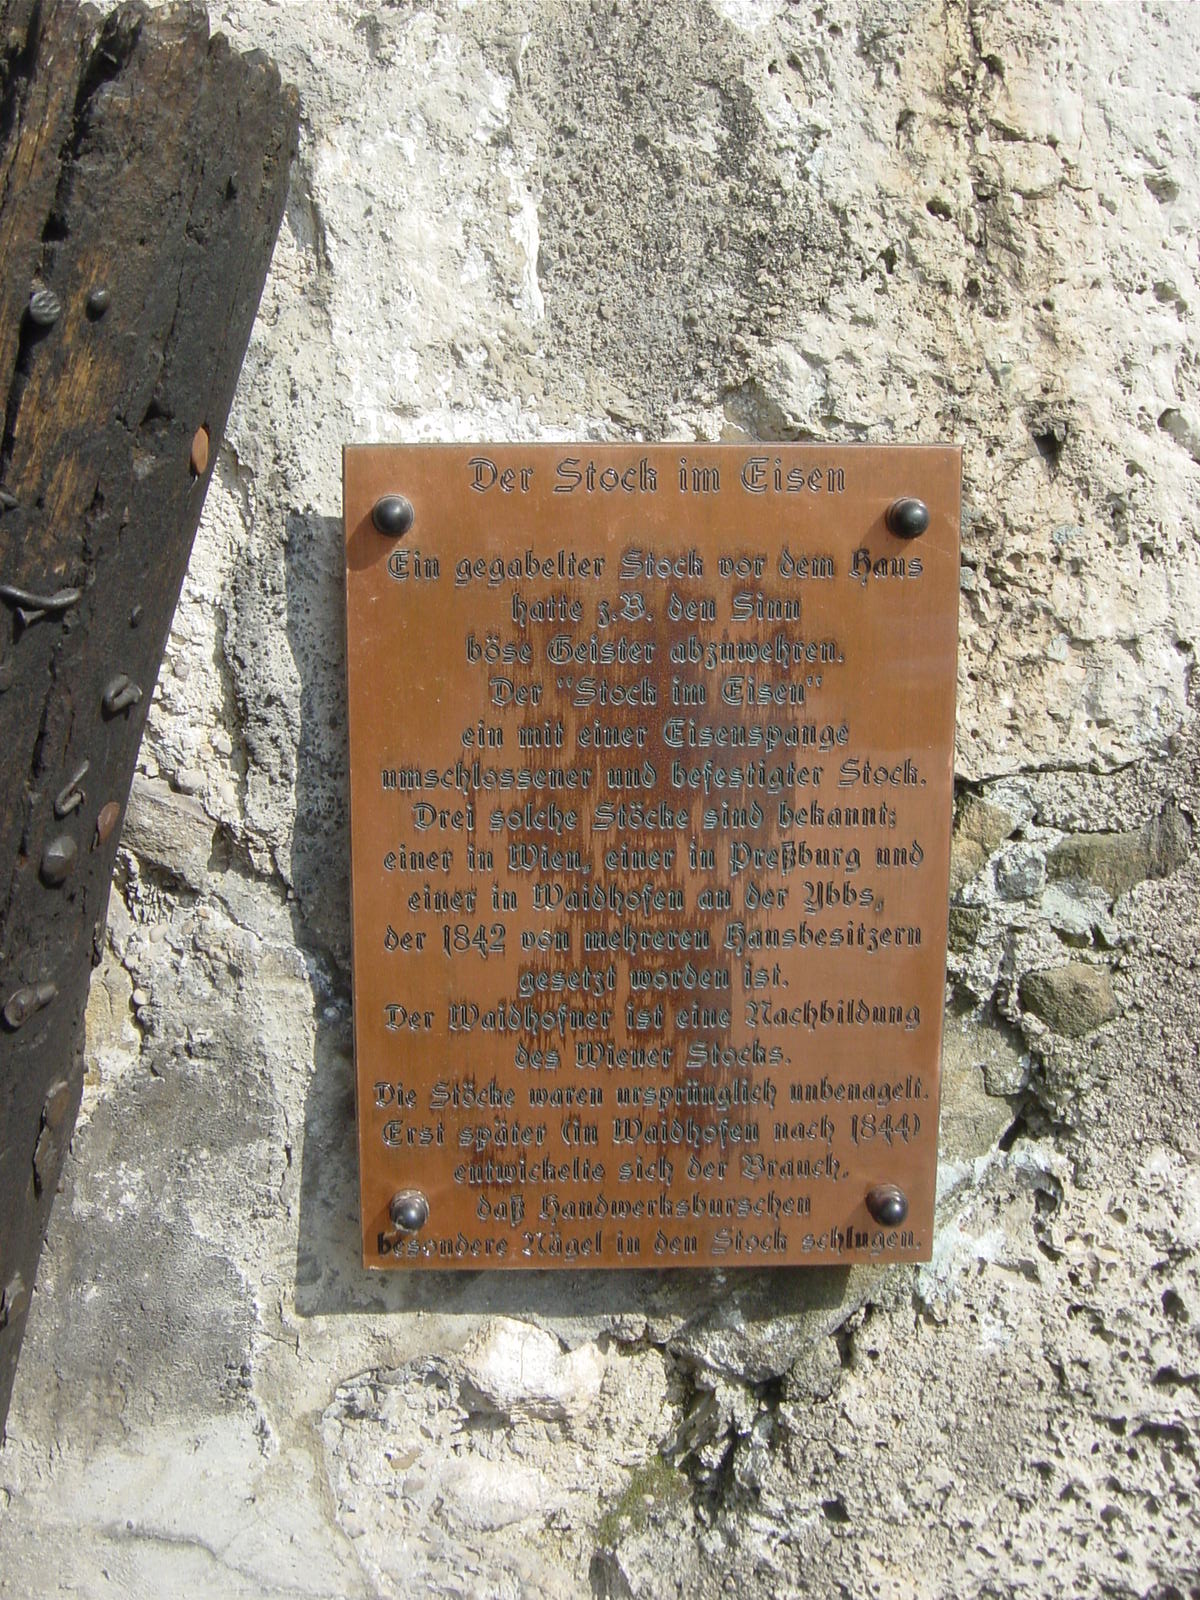 Der Stock im Eisen
Ein gegabelter Stock vor dem Haus
hatte z.B. den Sinn
böse Geister abzuwehren.
Der "Stock im Eisen"
ein mit einer Eisenspange
umschlossener und befestigter Stock.
Drei solche Stöcke sind bekannt:
einer in Wien, einer in Preßburg und
einer in Waidhofen an der Ybbs,
der 1842 von mehreren Hausbesitzern
gesetzt worden ist.
Der Waidhofner ist eine Nachbildung
des Wiener Stocks.
Die Stöcke waren ursprünglich unbenagelt.
Erst später (in Waidhofen nach 1844)
entwickelte sich der Brauch,
daß Handwerksburschen
besondere Nägel in den Stock schlugen.